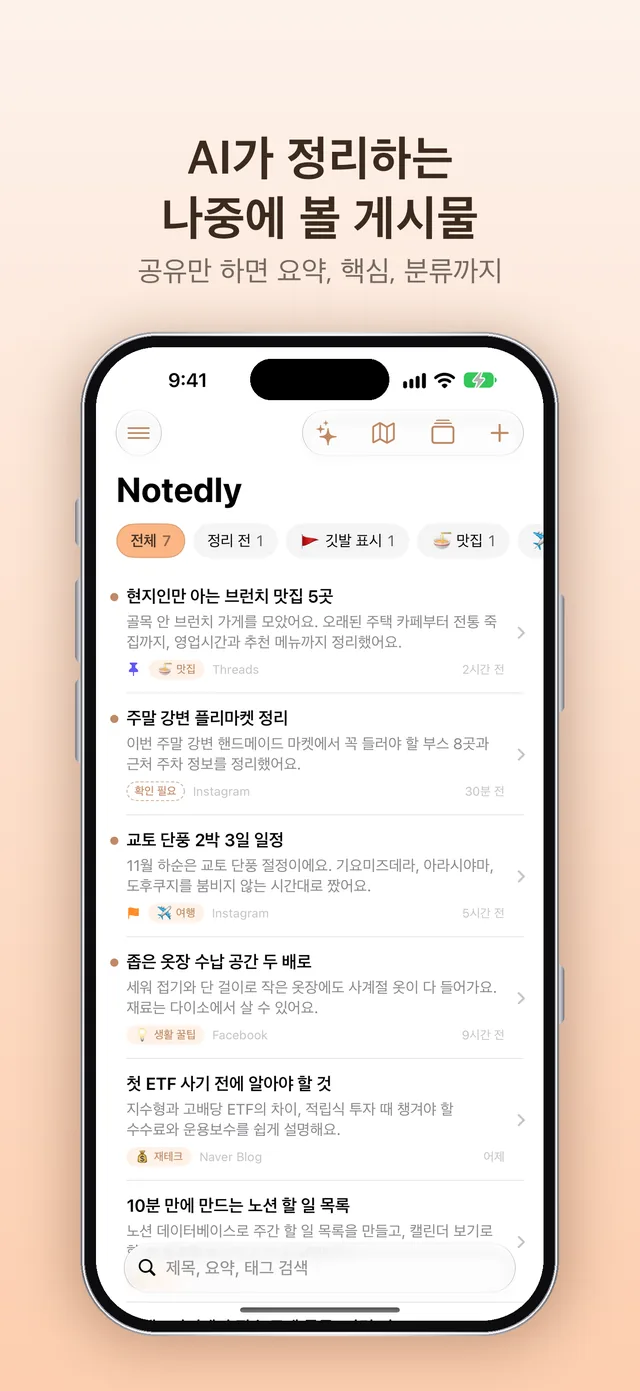 AI가 정리하는
나중에 볼 게시물
공유만 하면 요약, 핵심, 분류까지
9:41
Notedly
전체 7
정리 전 1
깃발 표시 1
맛집 1
현지인만 아는 브런치 맛집 5곳
골목 안 브런치 가게를 모았어요. 오래된 주택 카페부터 전통 죽
집까지, 영업시간과 추천 메뉴까지 정리했어요.
맛집 Threads 2시간 전
주말 강변 플리마켓 정리
이번 주말 강변 핸드메이드 마켓에서 꼭 들러야 할 부스 8곳과
근처 주차 정보를 정리했어요.
확인 필요 Instagram 30분 전
교토 단풍 2박 3일 일정
11월 하순은 교토 단풍 절정이에요. 기요미즈데라, 아라시야마,
도후쿠지를 붐비지 않는 시간대로 짰어요.
여행 Instagram 5시간 전
좁은 옷장 수납 공간 두 배로
세워 접기와 단 걸이로 작은 옷장에도 사계절 옷이 다 들어가요.
재료는 다이소에서 살 수 있어요.
생활 꿀팁 Facebook 9시간 전
첫 ETF 사기 전에 알아야 할 것
지수형과 고배당 ETF의 차이, 적립식 투자 때 챙겨야 할
수수료와 운용보수를 쉽게 설명해요.
재테크 Naver Blog 어제
10분 만에 만드는 노션 할 일 목록
노션 데이터베이스로 주간 할 일 목록을 만들고, 캘린더 보기로
제목, 요약, 태그 검색